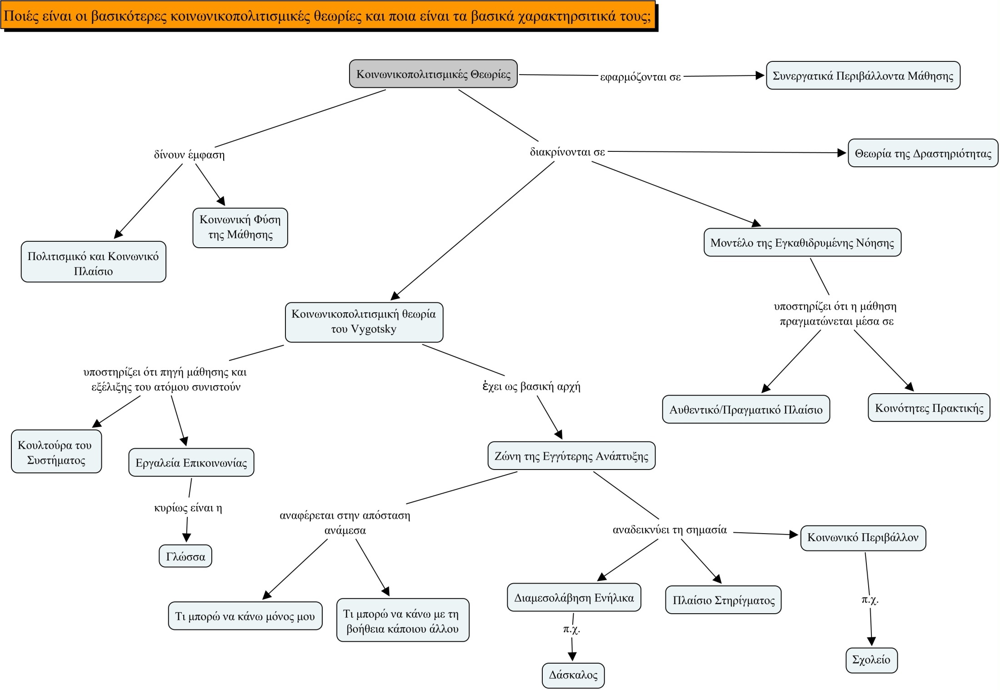 Ποιές είναι οι βασικότερες κοινωνικοπολιτισμικές θεωρίες και ποια είναι τα βασικά χαρακτηρσιτικά τους;
Κοινωνικοπολιτισμικές Θεωρίες
εφαρμόζονται σε
Συνεργατικά Περιβάλλοντα Μάθησης
δίνουν έμφαση
διακρίνονται σε
Θεωρία της Δραστηριότητας
Κοινωνική Φύση
της Μάθησης
Πολιτισμικό και Κοινωνικό
Πλαίσιο
Μοντέλο της Εγκαθιδρυμένης Νόησης
Κοινωνικοπολιτισμική θεωρία
του Vygotsky
υποστηρίζει ότι η μάθηση
πραγματώνεται μέσα σε
υποστηρίζει ότι πηγή μάθησης και
εξέλιξης του ατόμου συνιστούν
ἐχει ως βασική αρχή
Αυθεντικό/Πραγματικό Πλαίσιο
Κοινότητες Πρακτικής
Κουλτούρα του
Συστήματος
Εργαλεία Επικοινωνίας
Ζώνη της Εγγύτερης Ανάπτυξης
κυρίως είναι η
αναφέρεται στην απόσταση
ανάμεσα
αναδεικνύει τη σημασία
Κοινωνικό Περιβάλλον
Γλώσσα
Τι μπορώ να κάνω μόνος μου
Τι μπορώ να κάνω με τη
βοήθεια κάποιου άλλου
Διαμεσολάβηση Ενήλικα
Πλαίσιο Στηρίγματος
π.χ.
π.χ.
Δάσκαλος
Σχολείο